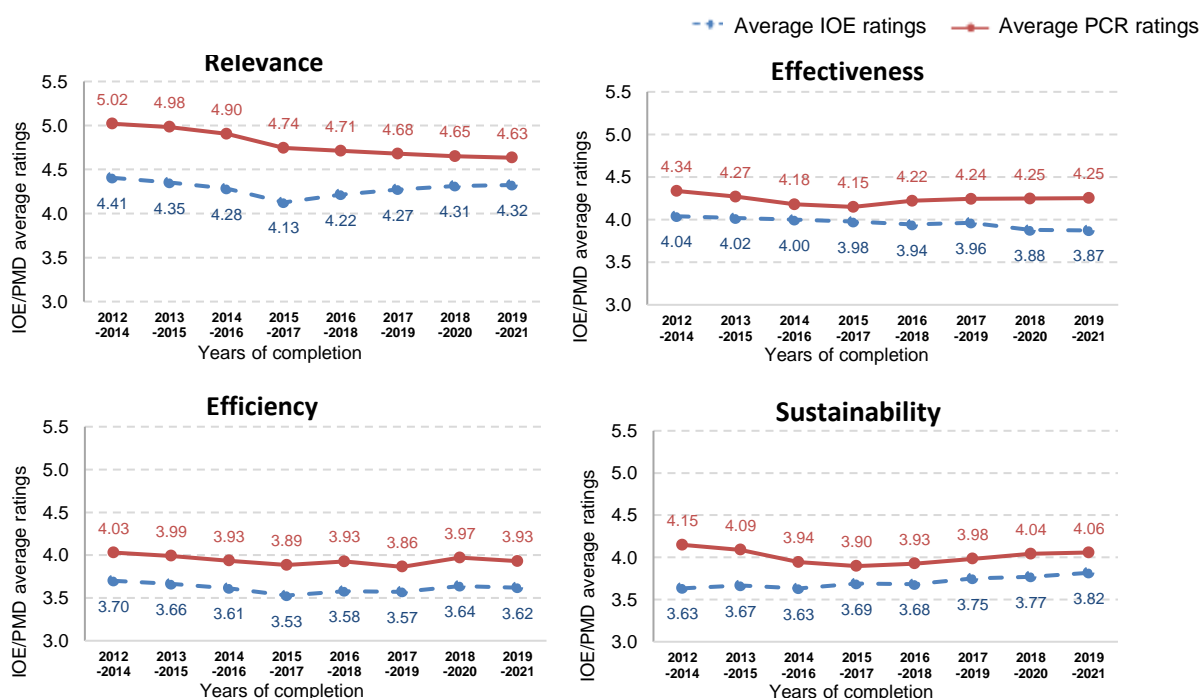 Average IOE ratings Average PCR ratings
Relevance
IOE/PMD average ratings
5.5
5.0
4.5
4.0
3.5
3.0
5.02 4.98 4.90 4.74 4.71 4.68 4.65 4.63
4.41 4.35 4.28 4.13 4.22 4.27 4.31 4.32
2012 2013 2014 2015 2016 2017 2018 2019
-2014 -2015 -2016 -2017 -2018 -2019 -2020 -2021
Years of completion
Effectiveness
IOE/PMD average ratings
5.5
5.0
4.5
4.0
3.5
3.0
4.34 4.27 4.18 4.15 4.22 4.24 4.25 4.25
4.04 4.02 4.00 3.98 3.94 3.96 3.88 3.87
2012 2013 2014 2015 2016 2017 2018 2019
-2014 -2015 -2016 -2017 -2018 -2019 -2020 -2021
Years of completion
Efficiency
IOE/PMD average ratings
5.5
5.0
4.5
4.0
3.5
3.0
4.03 3.99 3.93 3.89 3.93 3.86 3.97 3.93
3.70 3.66 3.61 3.53 3.58 3.57 3.64 3.62
2012 2013 2014 2015 2016 2017 2018 2019
-2014 -2015 -2016 -2017 -2018 -2019 -2020 -2021
Years of completion
Sustainability
IOE/PMD average ratings
5.5
5.0
4.5
4.0
3.5
3.0
4.15 4.09 3.94 3.90 3.93 3.98 4.04 4.06
3.63 3.67 3.63 3.69 3.68 3.75 3.77 3.82
2012 2013 2014 2015 2016 2017 2018 2019
-2014 -2015 -2016 -2017 -2018 -2019 -2020 -2021
Years of completion